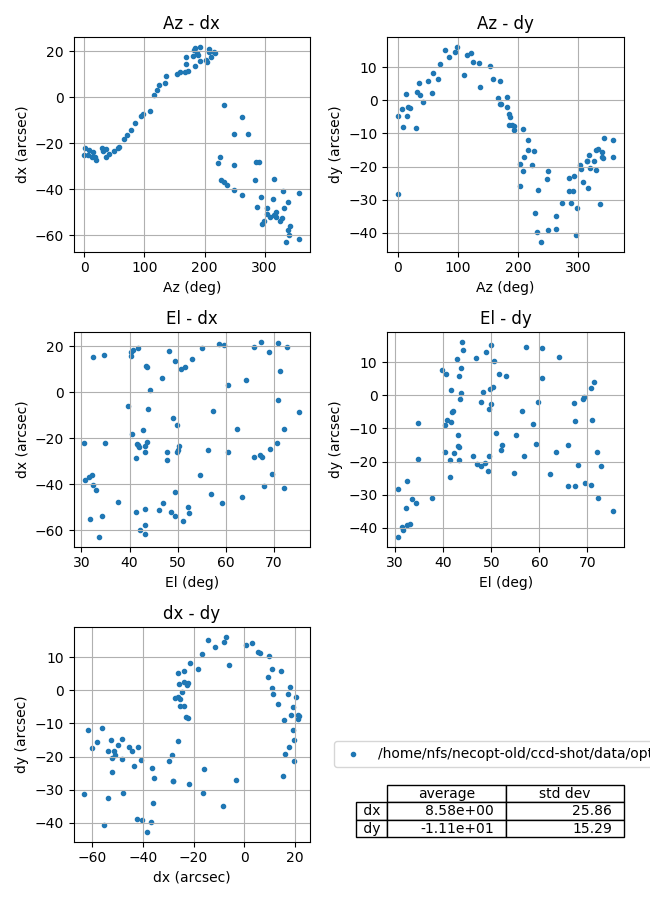 Az - dx
20
0
−20
−40
−60
dx (arcsec)
0
100
200
300
Az (deg)
Az - dy
10
0
−10
−20
−30
−40
dy (arcsec)
0
100
200
300
Az (deg)
El - dx
20
0
−20
−40
−60
dx (arcsec)
30
40
50
60
70
El (deg)
El - dy
10
0
−10
−20
−30
−40
dy (arcsec)
30
40
50
60
70
El (deg)
dx - dy
10
0
−10
−20
−30
−40
dy (arcsec)
−60
−40
−20
0
20
dx (arcsec)
/home/nfs/necopt-old/ccd-shot/data/opt
average std dev
dx 8.58e+00 25.86
dy -1.11e+01 15.29